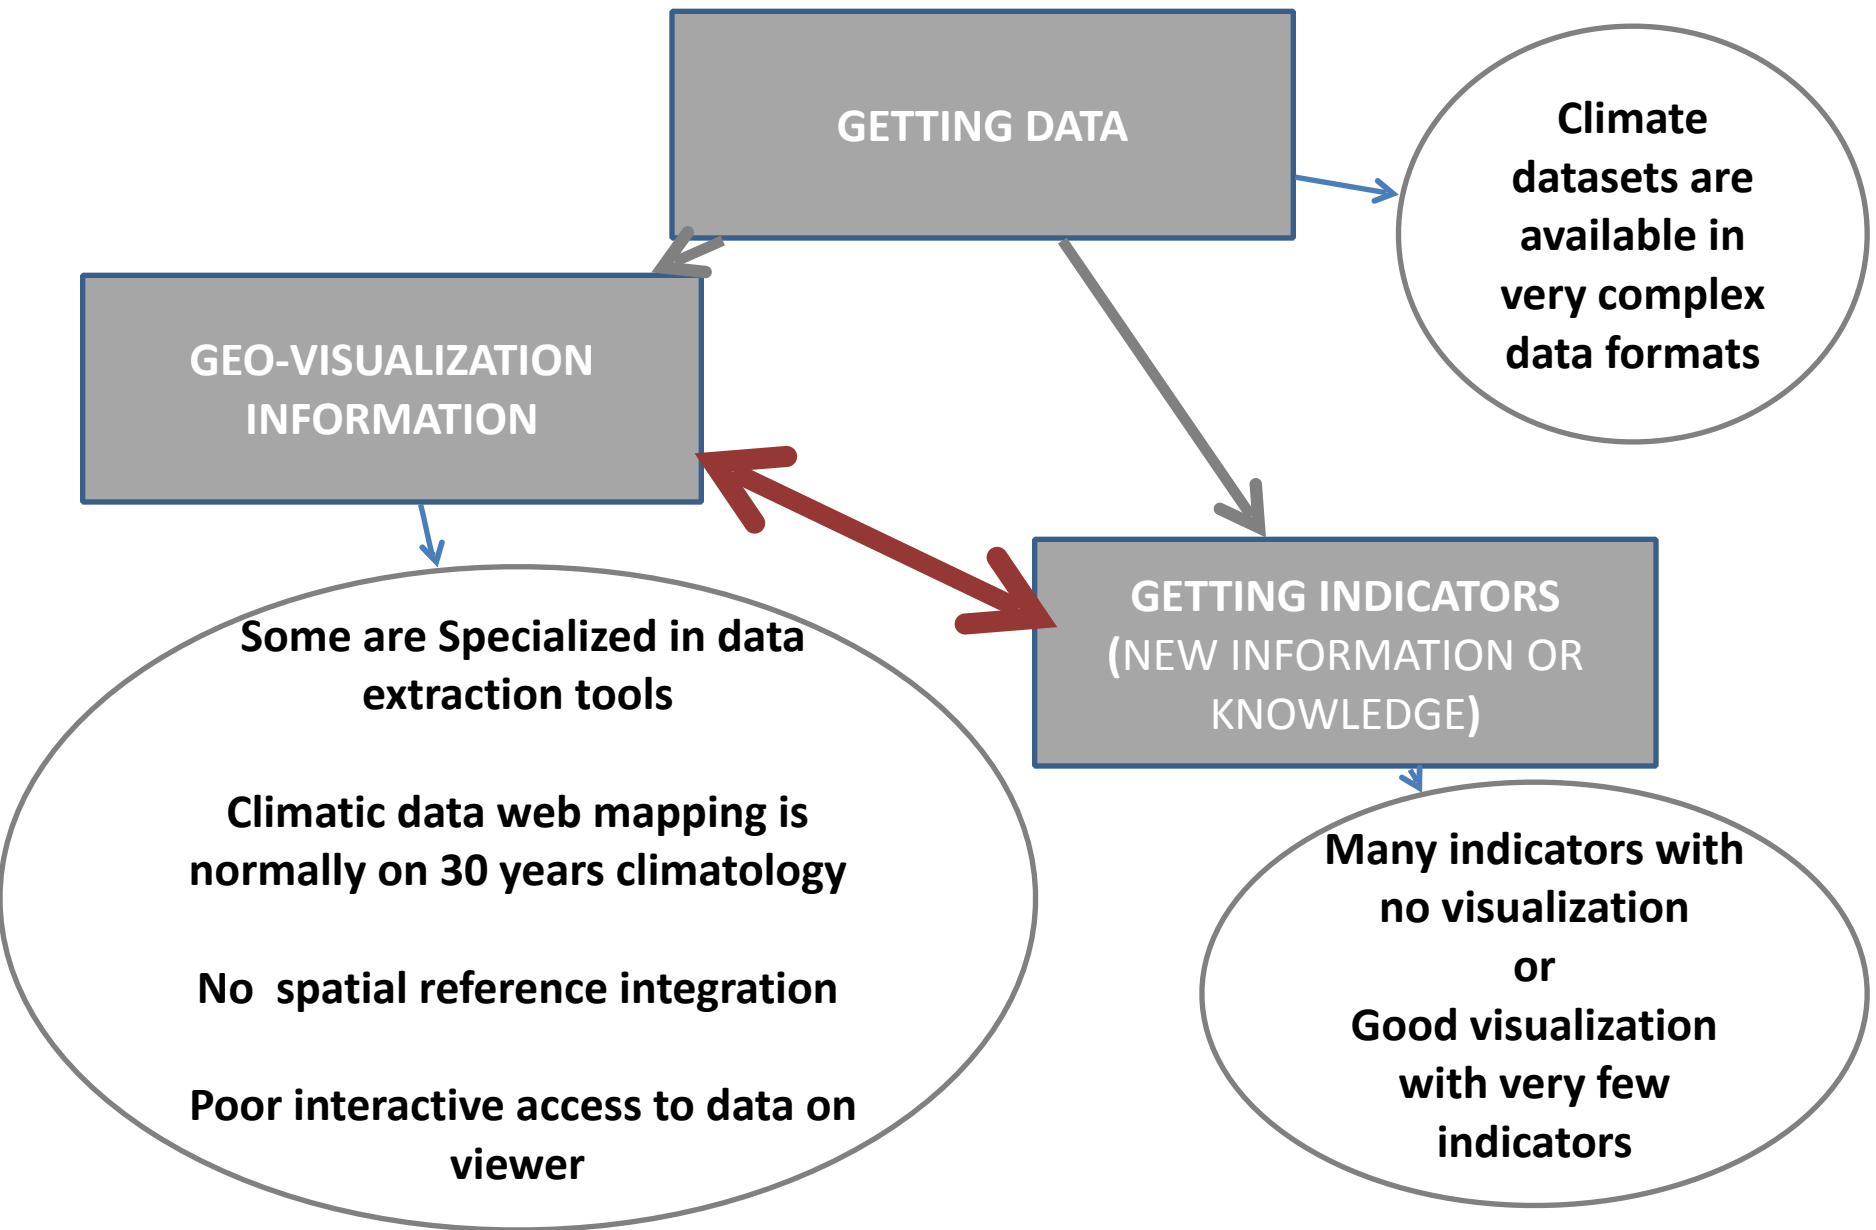 GETTING DATA
Climate
datasets are
available in
very complex
data formats
GEO-VISUALIZATION
INFORMATION
GETTING INDICATORS
(NEW INFORMATION OR
KNOWLEDGE)
Some are Specialized in data
extraction tools
Climatic data web mapping is
normally on 30 years climatology
No  spatial reference integration
Poor interactive access to data on
viewer
Many indicators with
no visualization
or
Good visualization
with very few
indicators